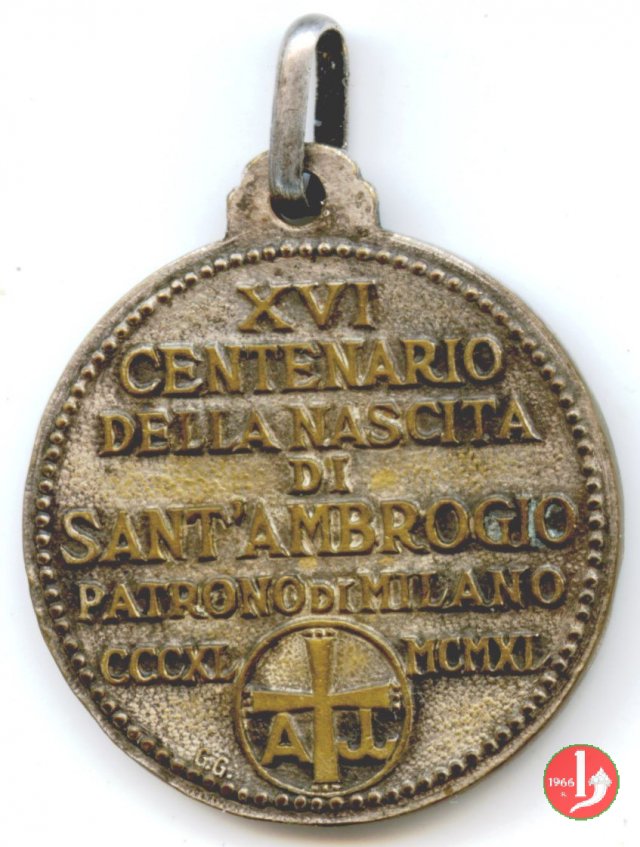 XVI
CENTENARIO
DELLA NASCITA
DI
SANT'AMBROGIO
PATRONO DI MILANO
CCCXL MCMXL
A
G.G.
1966